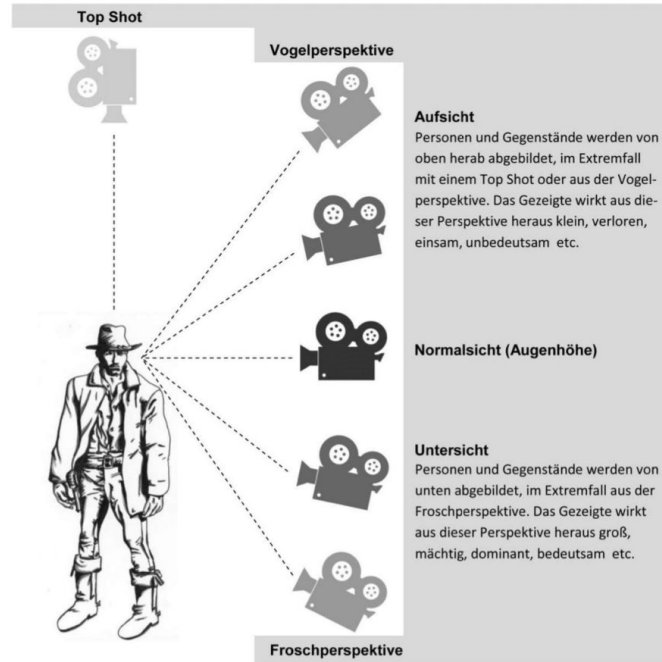 Top Shot
Vogelperspektive
Aufsicht
Personen und Gegenstände werden von
oben herab abgebildet, im Extremfall
mit einem Top Shot oder aus der Vogel-
perspektive. Das Gezeigte wirkt aus die-
ser Perspektive heraus klein, verloren,
einsam, unbedeutsam etc.
Normalsicht (Augenhöhe)
Untersicht
Personen und Gegenstände werden von
unten abgebildet, im Extremfall aus der
Froschperspektive. Das Gezeigte wirkt
aus dieser Perspektive heraus groß,
mächtig, dominant, bedeutsam etc.
Froschperspektive